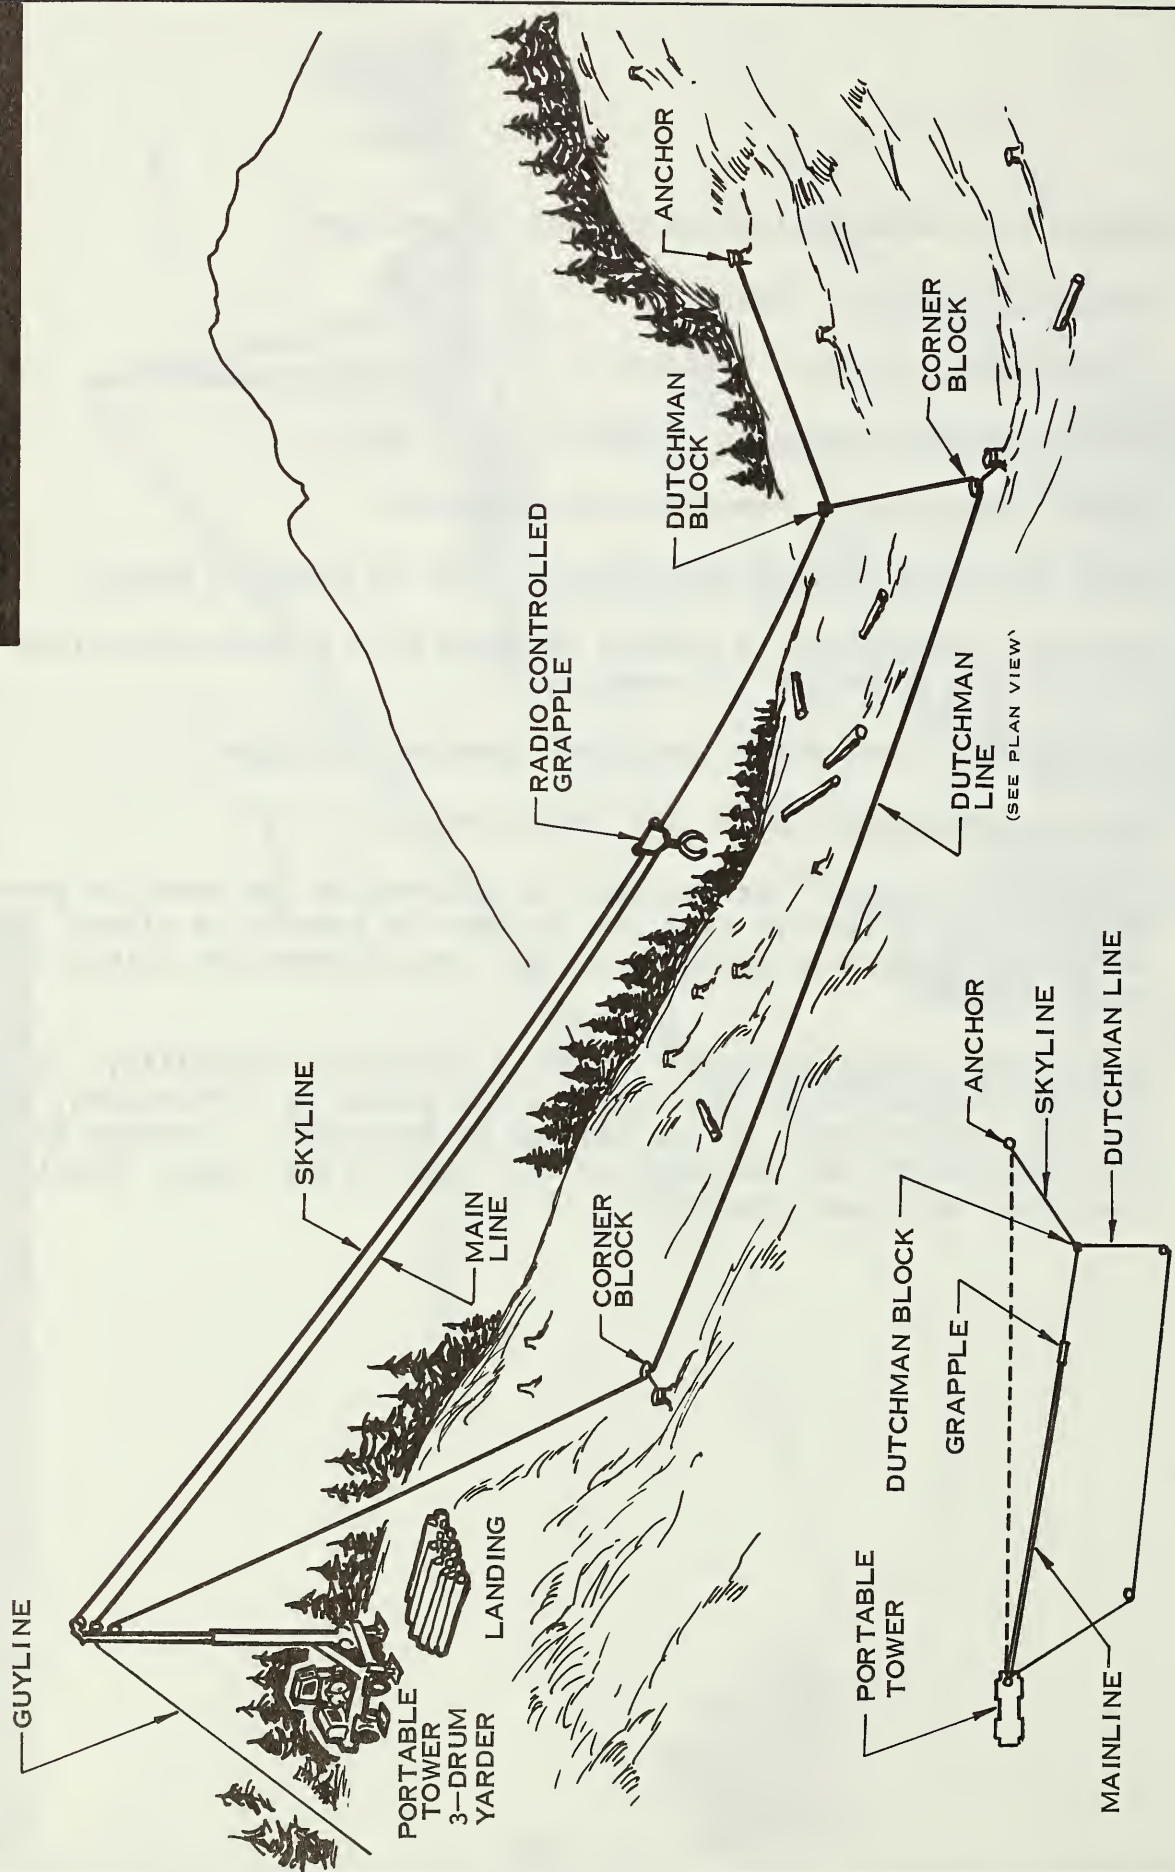 GUYLINE
SKYLINE
MAIN
LINE
RADIO CONTROLLED
GRAPPLE
DUTCHMAN
BLOCK
ANCHOR
CORNER
BLOCK
CORNER
BLOCK
LANDING
PORTABLE
TOWER
3-DRUM
YARDER
DUTCHMAN
LINE
(SEE PLAN VIEW)
PORTABLE
TOWER
MAINLINE
DUTCHMAN BLOCK
GRAPPLE
ANCHOR
SKYLINE
DUTCHMAN LINE